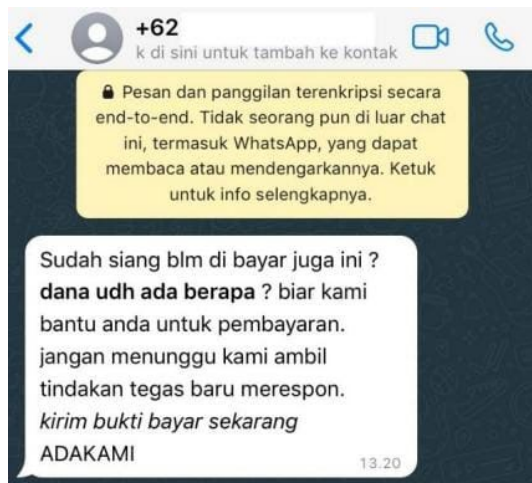 +62
k di sini untuk tambah ke kontak
Pesan dan panggilan terenkripsi secara
end-to-end. Tidak seorang pun di luar chat
ini, termasuk WhatsApp, yang dapat
membaca atau mendengarkannya. Ketuk
untuk info selengkapnya.
Sudah siang blm di bayar juga ini ?
dana udh ada berapa ? biar kami
bantu anda untuk pembayaran.
jangan menunggu kami ambil
tindakan tegas baru merespon.
kirim bukti bayar sekarang
ADAKAMI
13.20